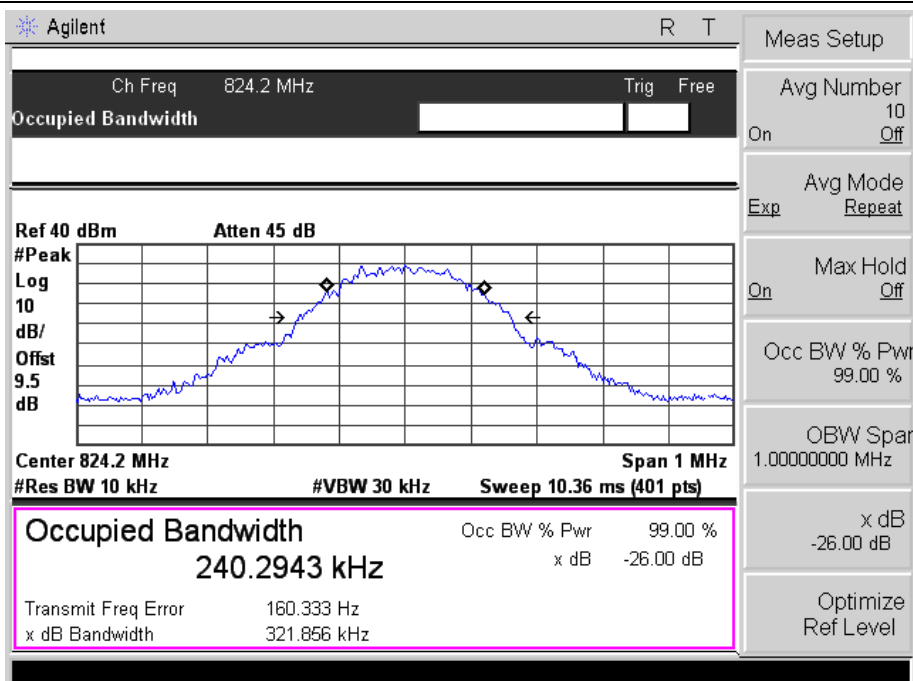 Agilent R T
Ch Freq 824.2 MHz Trig Free
Occupied Bandwidth
Ref 40 dBm Atten 45 dB
#Peak
Log
10
dB/
Offst
9.5
dB
Center 824.2 MHz Span 1 MHz
#Res BW 10 kHz #VBW 30 kHz Sweep 10.36 ms (401 pts)
Occupied Bandwidth
240.2943 kHz
Occ BW % Pwr 99.00 %
x dB -26.00 dB
Transmit Freq Error 160.333 Hz
x dB Bandwidth 321.856 kHz
Meas Setup
Avg Number
10
On Off
Avg Mode
Exp Repeat
Max Hold
On Off
Occ BW % Pwr
99.00 %
OBW Span
1.00000000 MHz
x dB
-26.00 dB
Optimize
Ref Level